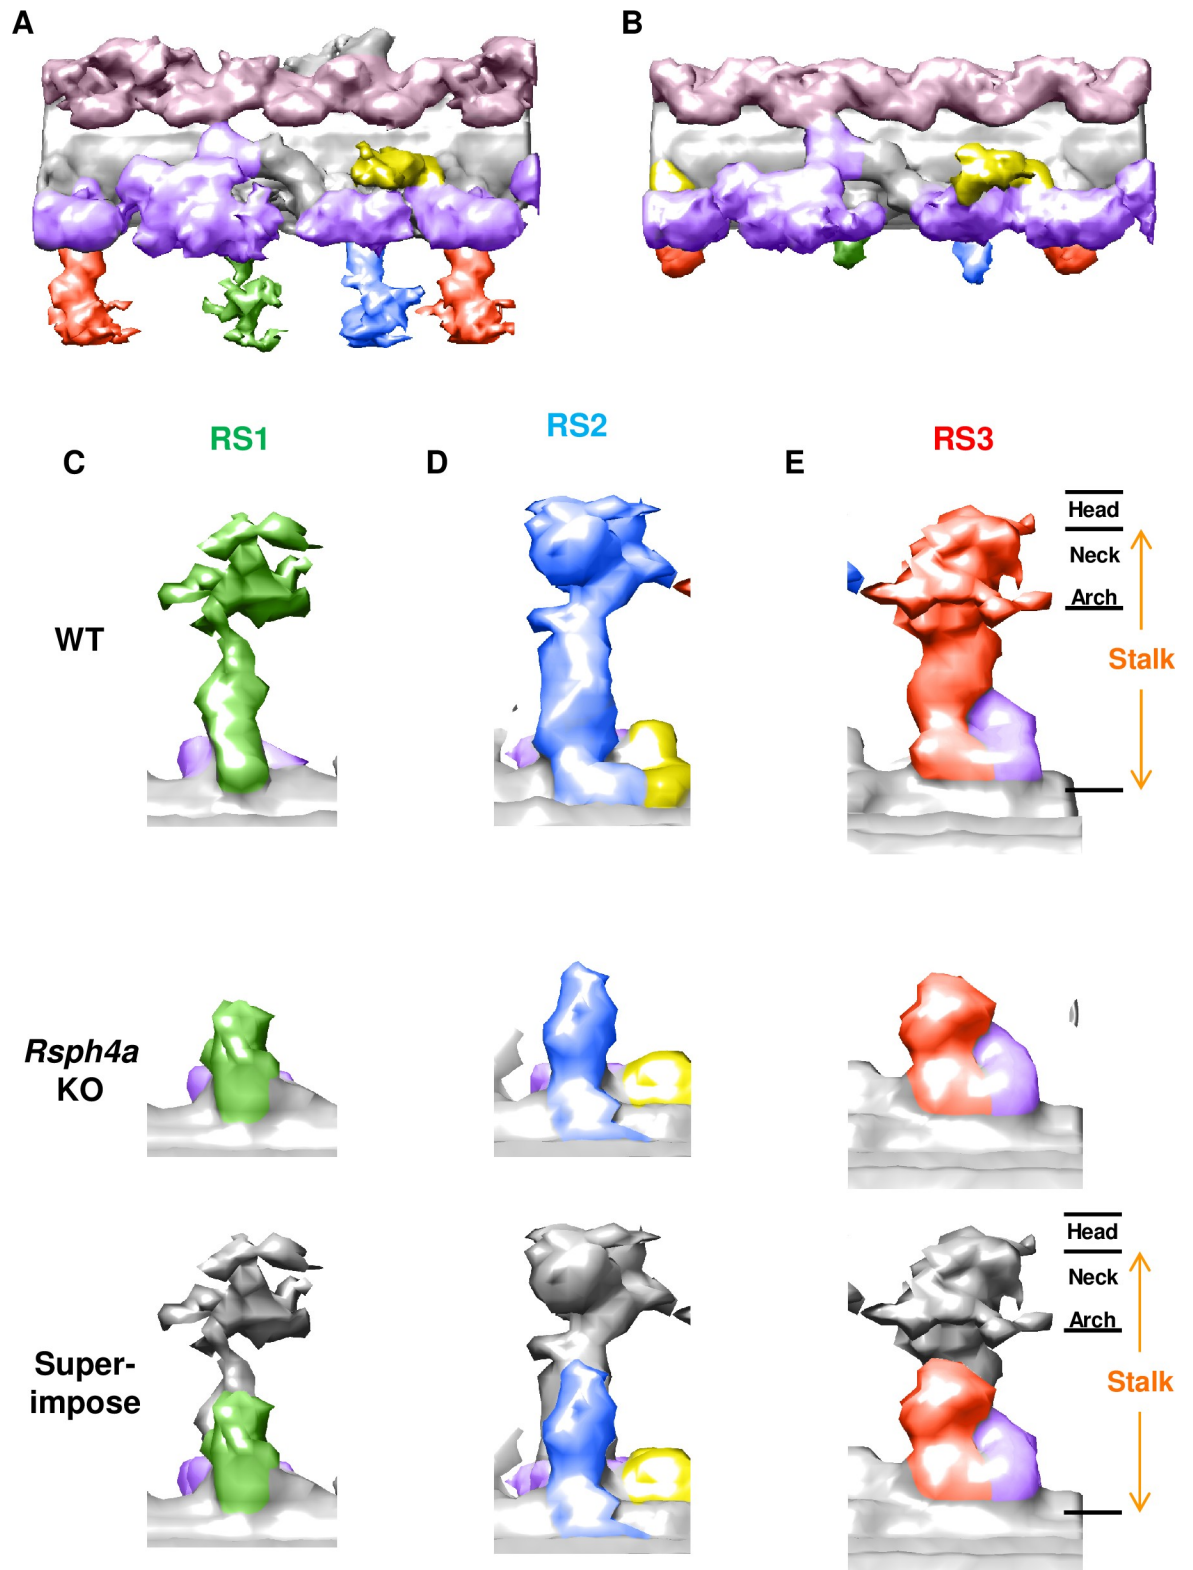 A
B
RS1
RS2
RS3
C
D
E
Head
Neck
Arch
WT
Stalk
Rsph4a
KO
Head
Neck
Arch
Super-
impose
Stalk